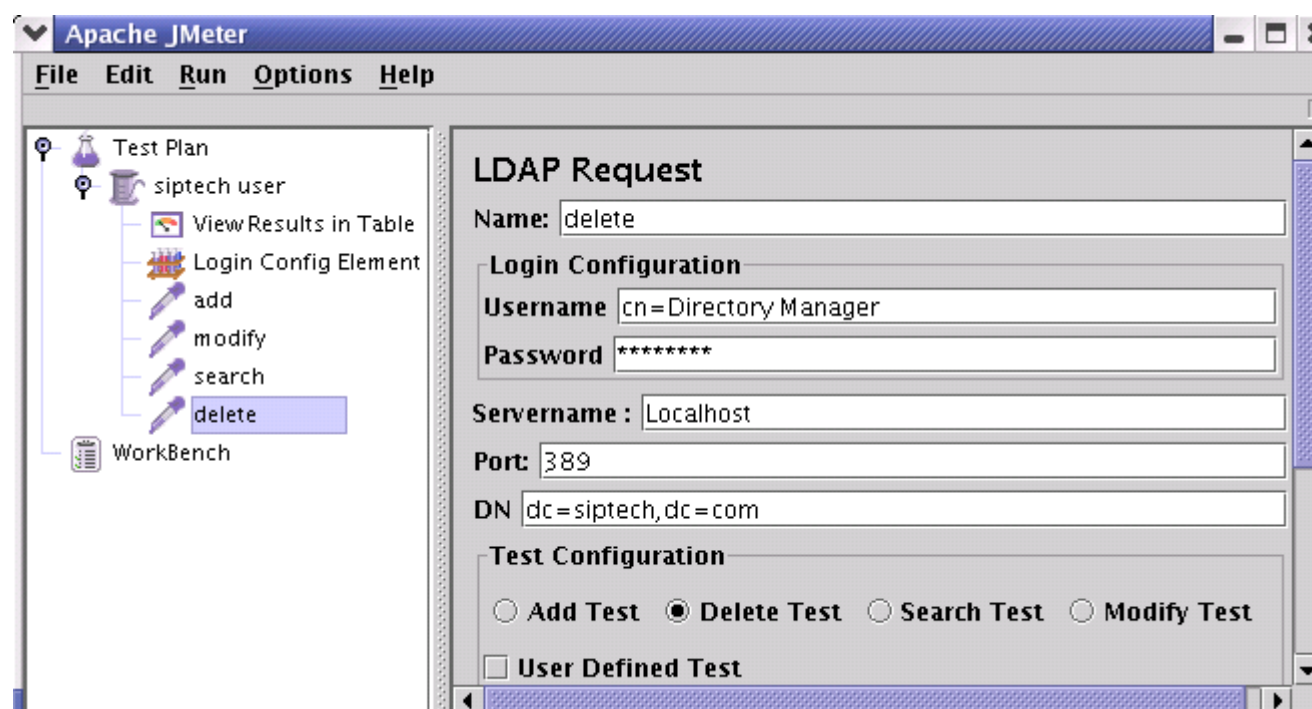 Apache JMeter
File Edit Run Options Help
Test Plan
siptech user
View Results in Table
Login Config Element
add
modify
search
delete
WorkBench
LDAP Request
Name: delete
Login Configuration
Username cn=Directory Manager
Password ********
Servername : Localhost
Port: 389
DN dc=siptech,dc=com
Test Configuration
Add Test Delete Test Search Test Modify Test
User Defined Test